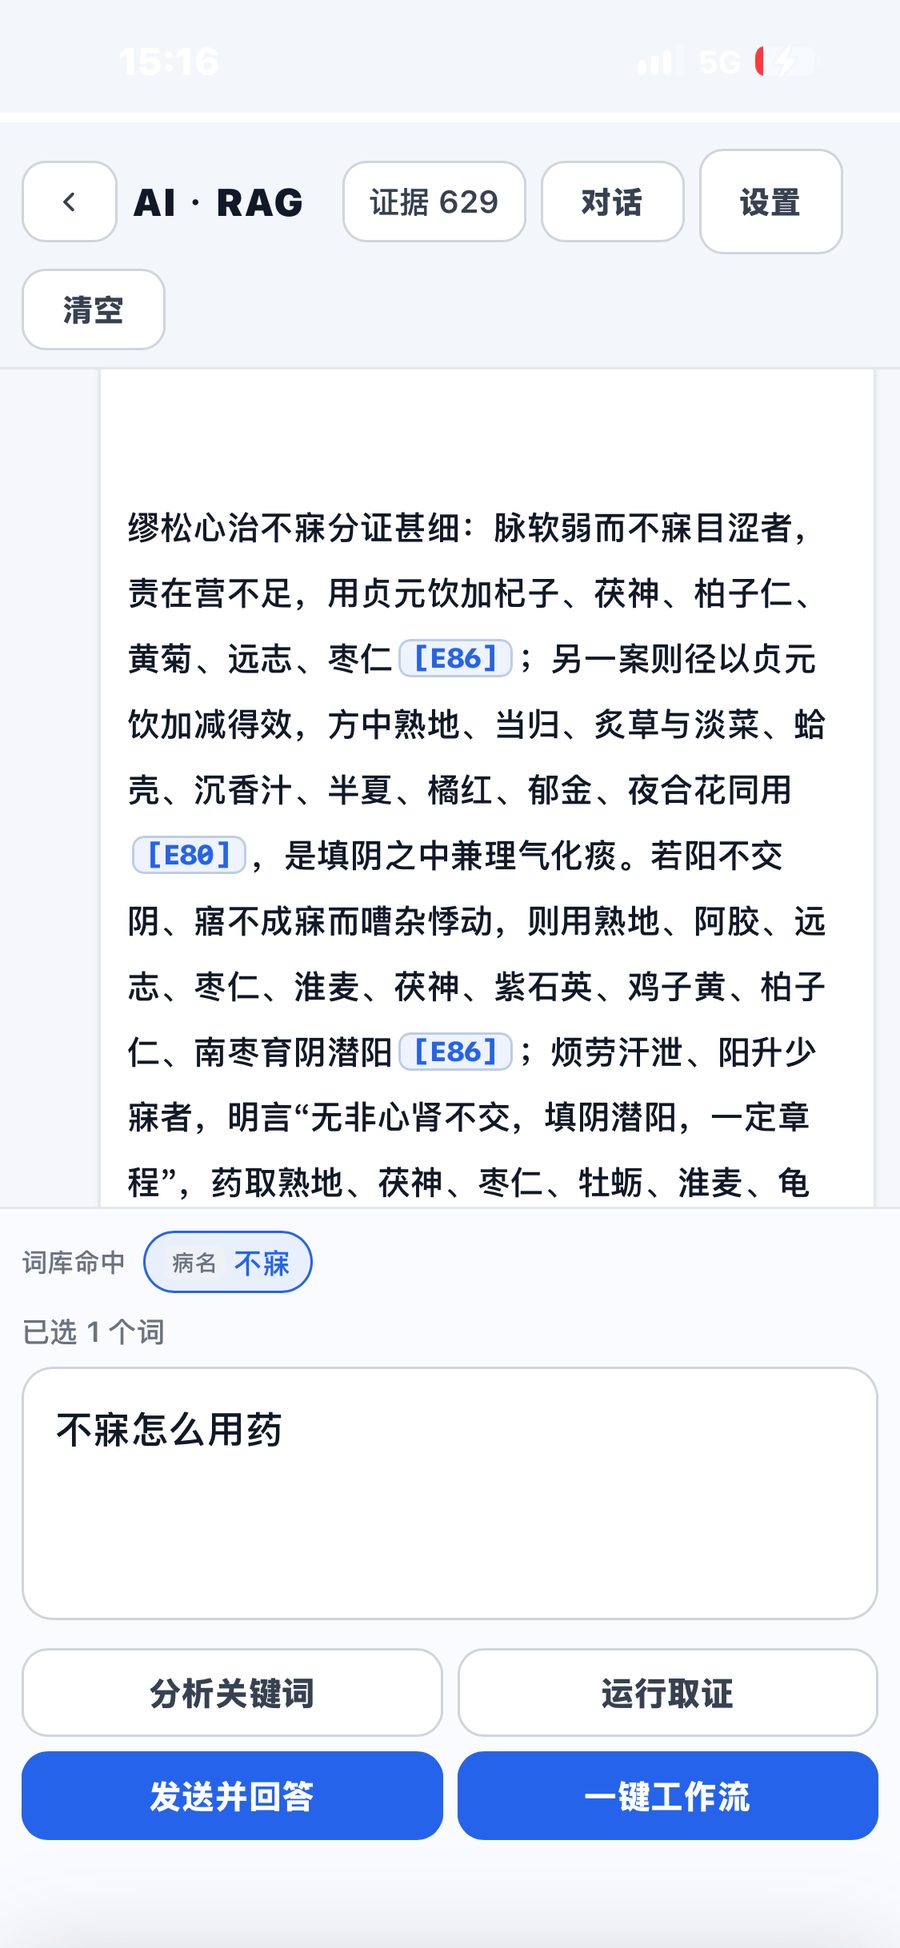 15:16 5G
AI · RAG 证据 629 对话 设置
清空
缪松心治不寐分证甚细：脉软弱而不寐目涩者，
责在营不足，用贞元饮加杞子、茯神、柏子仁、
黄菊、远志、枣仁 [E86] ；另一案则径以贞元
饮加减得效，方中熟地、当归、炙草与淡菜、蛤
壳、沉香汁、半夏、橘红、郁金、夜合花同用
[E80] ，是填阴之中兼理气化痰。若阳不交
阴、寤不成寐而嘈杂悸动，则用熟地、阿胶、远
志、枣仁、淮麦、茯神、紫石英、鸡子黄、柏子
仁、南枣育阴潜阳 [E86] ；烦劳汗泄、阳升少
寐者，明言“无非心肾不交，填阴潜阳，一定章
程”，药取熟地、茯神、枣仁、牡蛎、淮麦、龟
词库命中 病名 不寐
已选 1 个词
不寐怎么用药
分析关键词 运行取证
发送并回答 一键工作流